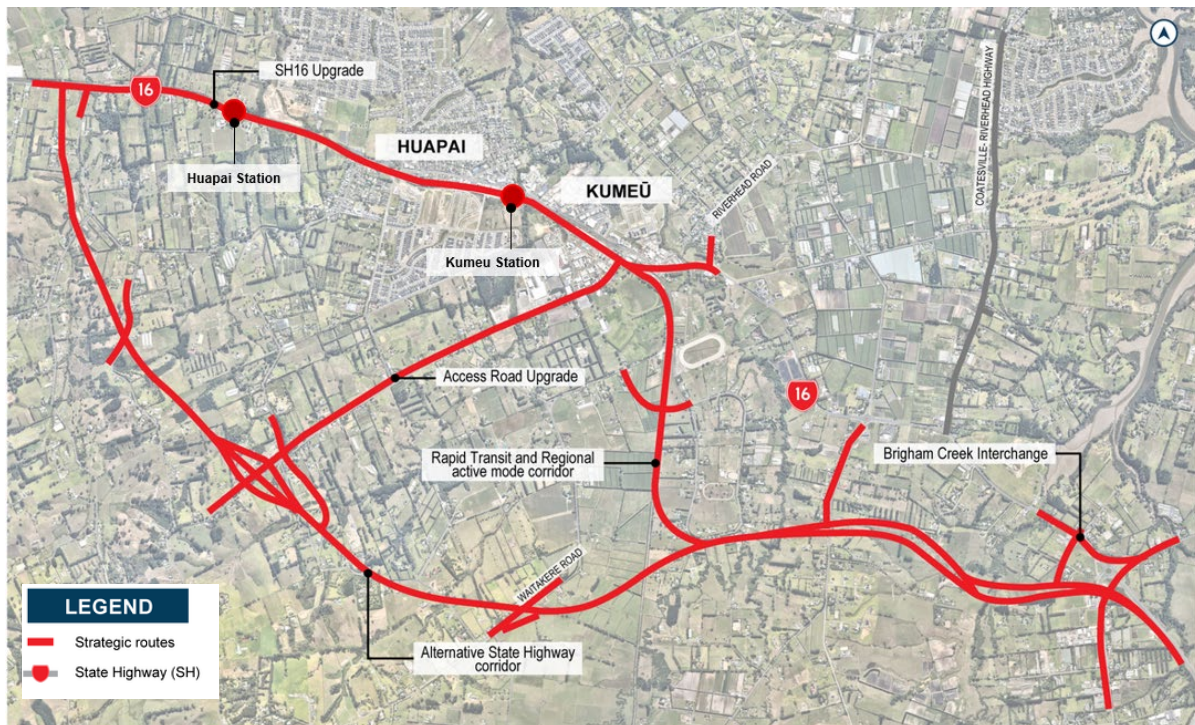 16
SH16 Upgrade
Huapai Station
HUAPAI
KUMEŪ
Kumeu Station
RIVERHEAD ROAD
COATESVILLE- RIVERHEAD HIGHWAY
Access Road Upgrade
16
Rapid Transit and Regional
active mode corridor
Brigham Creek Interchange
WAITAKERE ROAD
Alternative State Highway
corridor
LEGEND
Strategic routes
State Highway (SH)